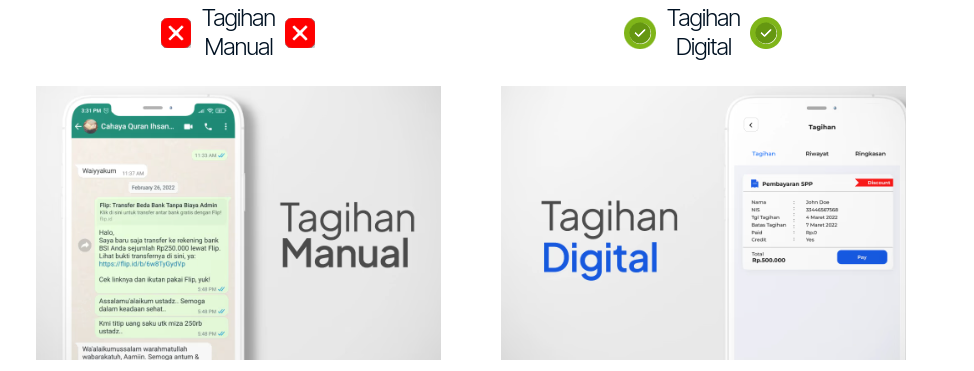 Tagihan
Manual
Tagihan
Digital
3:31 PM
Cahaya Quran Ihsan...
11:33 AM
Waiyyakum 11:37 AM
February 26, 2022
Flip: Transfer Beda Bank Tanpa Biaya Admin
Klik di sini untuk transfer antar bank gratis dengan Flip!
flip.id
Halo,
Saya baru saja transfer ke rekening bank
BSI Anda sejumlah Rp250.000 lewat Flip.
Lihat bukti transfernya di sini, ya:
https://flip.id/b/6w8TyGydVp
Cek linknya dan ikutan pakai Flip, yuk!
5:48 PM
Assalamu'alaikum ustadz.. Semoga
dalam keadaan sehat..
5:48 PM
Kmi titip uang saku utk miza 250rb
ustadz..
5:48 PM
Wa'alaikumussalam warahmatullah
wabarakatuh, Aamiin. Semoga antum &
Tagihan
Manual
Tagihan
Digital
Tagihan
Tagihan Riwayat Ringkasan
Pembayaran SPP Discount
Name : John Doe
NIS : 33444567568
Tgl Tagihan : 4 Maret 2022
Batas Tagihan : 7 Maret 2022
Paid : Rp.0
Credit : Yes
Total
Rp.500.000
Pay